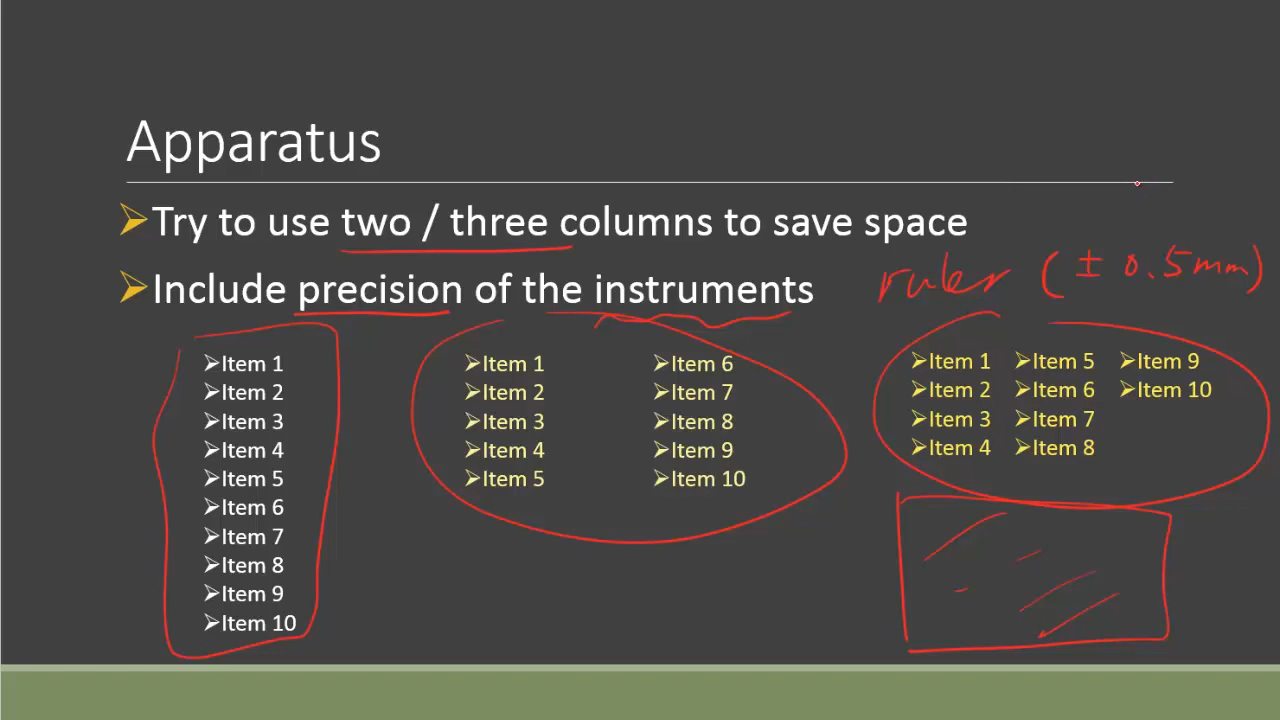 Apparatus
➢Try to use two / three columns to save space
➢Include precision of the instruments
ruler (± 0.5mm)
➢Item 1
➢Item 2
➢Item 3
➢Item 4
➢Item 5
➢Item 6
➢Item 7
➢Item 8
➢Item 9
➢Item 10
➢Item 1
➢Item 2
➢Item 3
➢Item 4
➢Item 5
➢Item 6
➢Item 7
➢Item 8
➢Item 9
➢Item 10
➢Item 1
➢Item 2
➢Item 3
➢Item 4
➢Item 5
➢Item 6
➢Item 7
➢Item 8
➢Item 9
➢Item 10